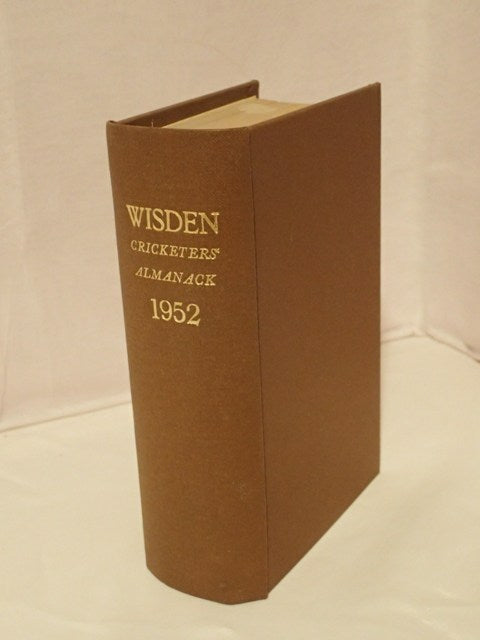 WISDEN
CRICKETERS'
ALMANACK
1952